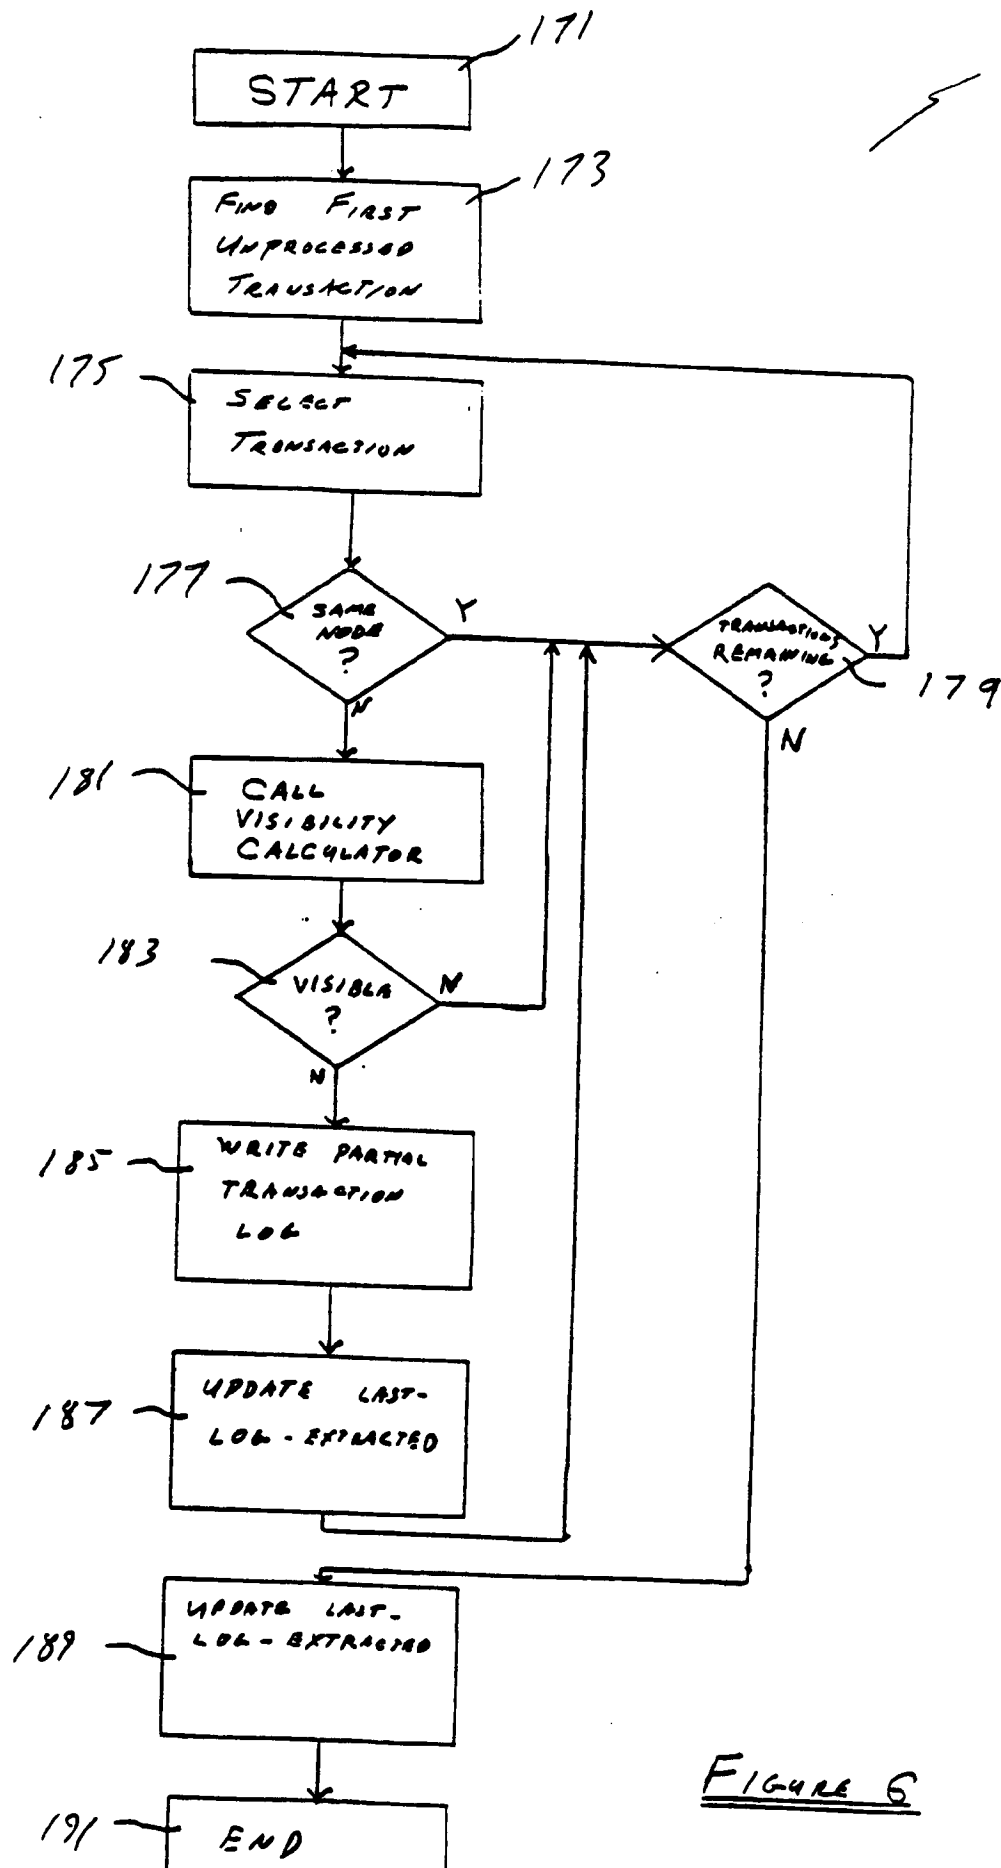 171
START
173
FIND FIRST
UNPROCESSED
TRANSACTION
175
SELECT
TRANSACTION
177
SAME
NODE
?
Y
N
TRANSACTIONS
REMAINING
?
Y
179
N
181
CALL
VISIBILITY
CALCULATOR
183
VISIBLE
?
N
N
185
WRITE PARTIAL
TRANSACTION
LOG
187
UPDATE LAST-
LOG-EXTRACTED
189
UPDATE LAST-
LOG-EXTRACTED
191
END
FIGURE 6